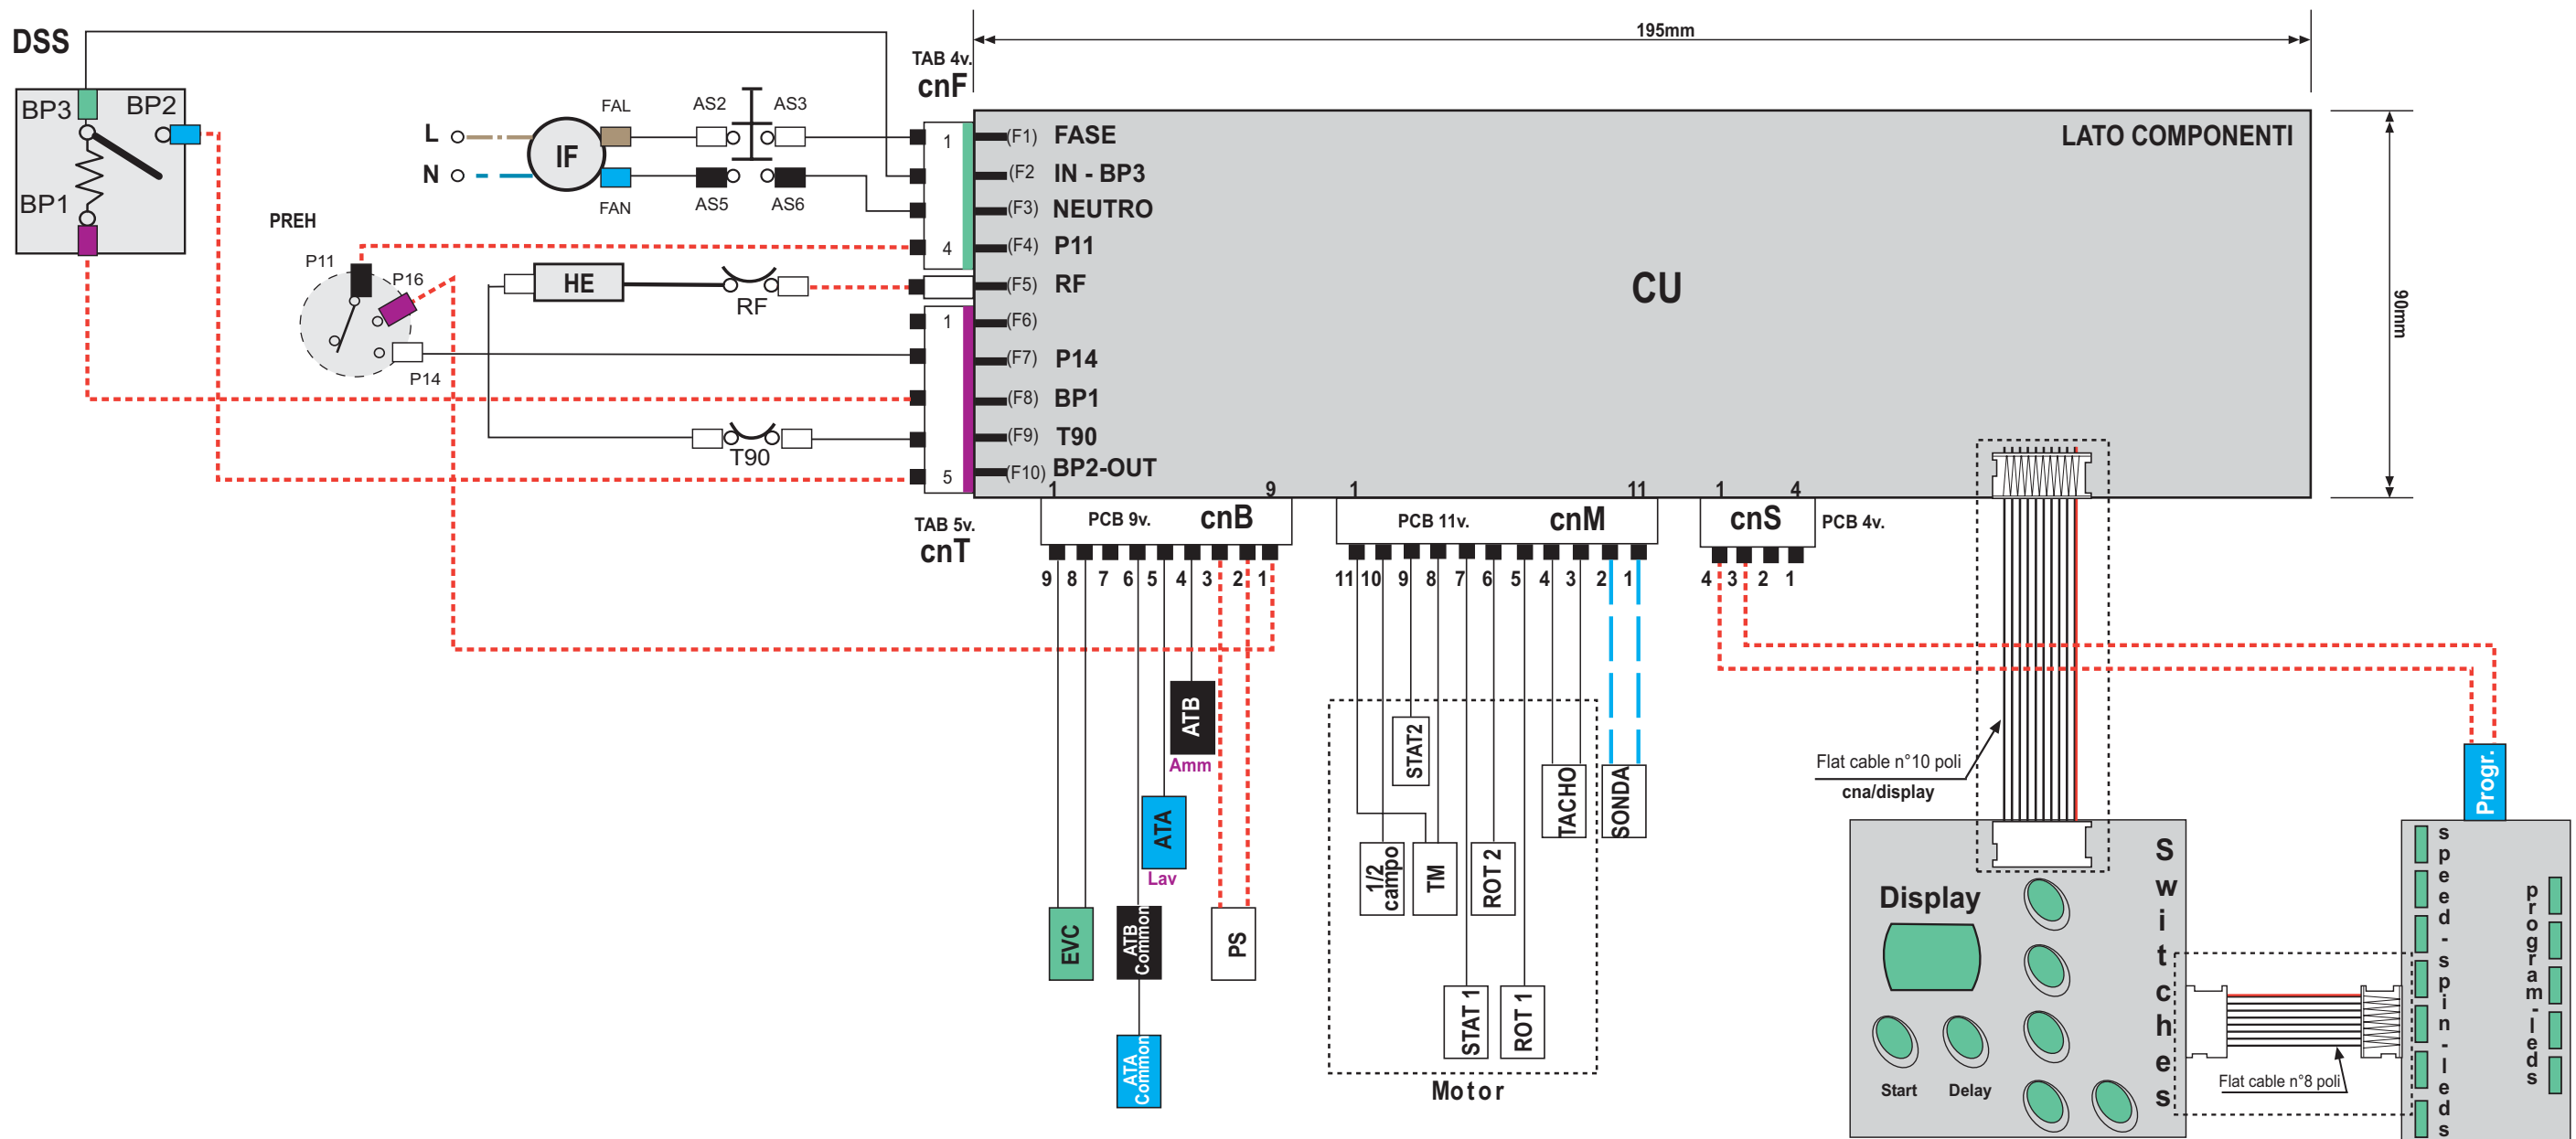 DSS
BP3
BP2
BP1
L
N
IF
FAL
FAN
AS2
AS3
AS5
AS6
PREH
P11
P16
P14
HE
RF
T90
TAB 4v.
cnF
195mm
90mm
1
4
1
5
(F1) FASE
(F2 IN - BP3
(F3) NEUTRO
(F4) P11
(F5) RF
(F6)
(F7) P14
(F8) BP1
(F9) T90
(F10) BP2-OUT
LATO COMPONENTI
CU
TAB 5v.
cnT
1 9
PCB 9v. cnB
9 8 7 6 5 4 3 2 1
1 11
PCB 11v. cnM
11 10 9 8 7 6 5 4 3 2 1
1 4
cnS PCB 4v.
4 3 2 1
EVC
ATB
Common
ATA
Common
ATA
Lav
ATB
Amm
PS
1/2
campo
STAT2
TM
STAT 1
ROT 2
ROT 1
TACHO
SONDA
Motor
Flat cable n°10 poli
cna/display
Display
Start
Delay
Switches
Flat cable n°8 poli
Progr.
speed-spin-leds
program-leds